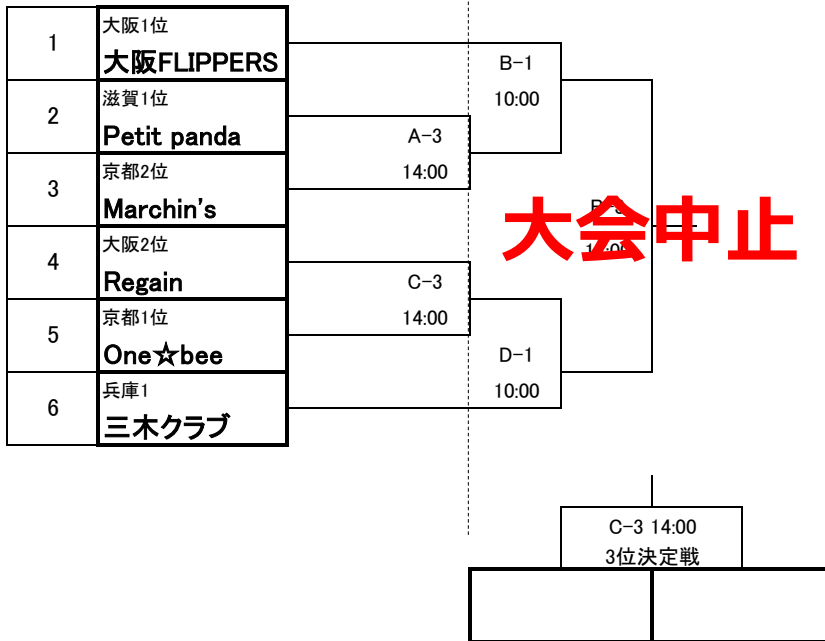 1
大阪1位
大阪FLIPPERS
2
滋賀1位
Petit panda
3
京都2位
Marchin's
4
大阪2位
Regain
5
京都1位
One☆bee
6
兵庫1
三木クラブ
A-3
14:00
C-3
14:00
B-1
10:00
D-1
10:00
大会中止
C-3 14:00
3位決定戦